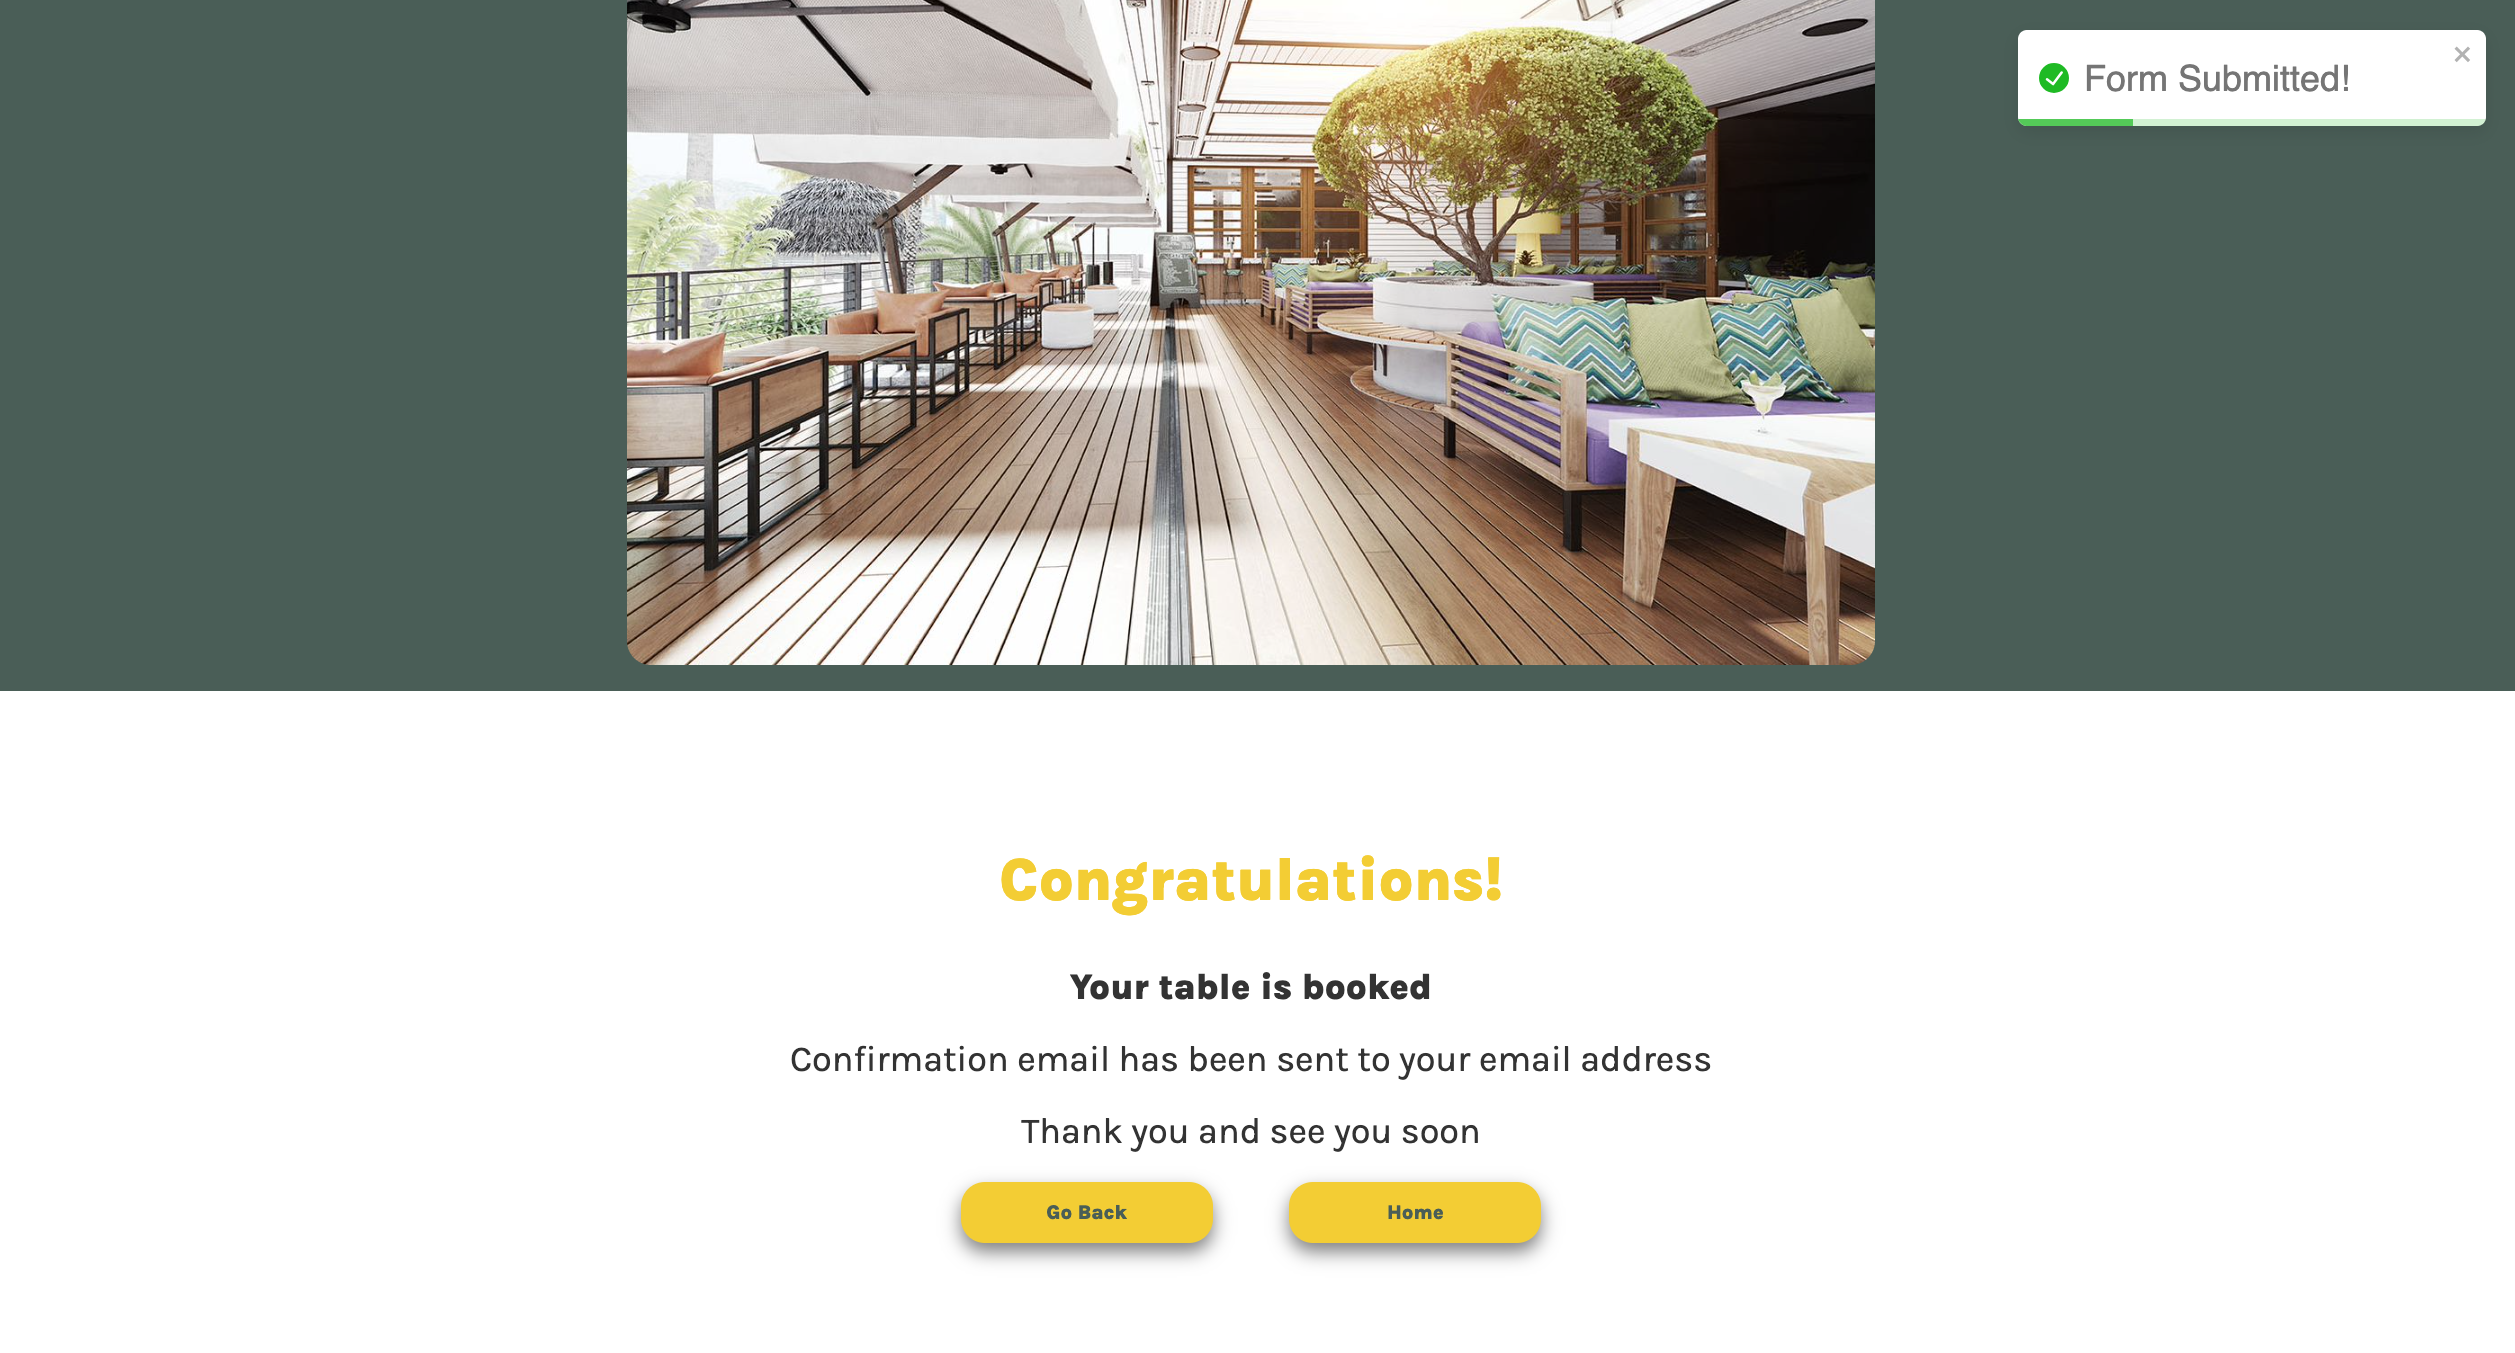 Form Submitted!
Congratulations!
Your table is booked
Confirmation email has been sent to your email address
Thank you and see you soon
Go Back
Home